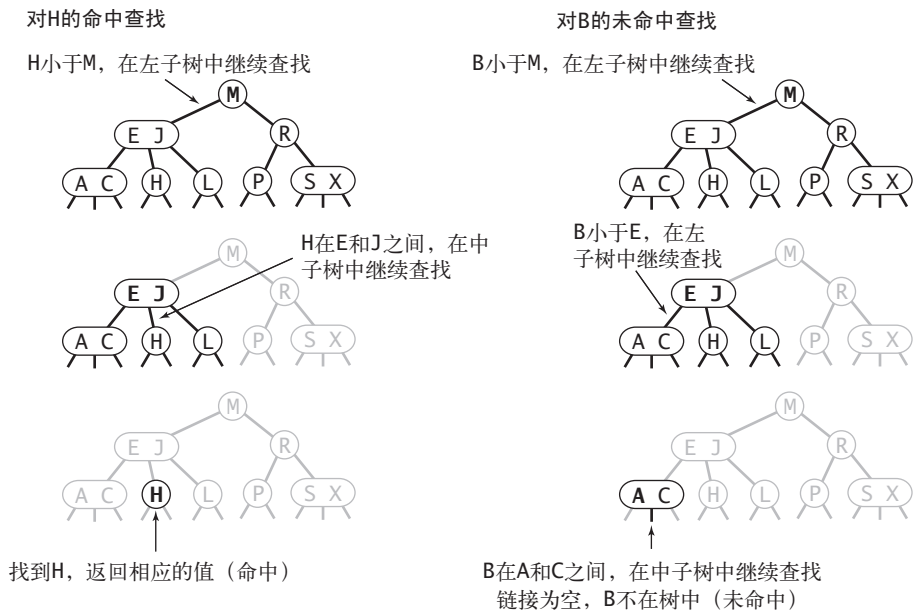 对H的命中查找
H小于M，在左子树中继续查找
M
E J
R
A C
H
L
P
S X
H在E和J之间，在中
子树中继续查找
M
E J
R
A C
H
L
P
S X
M
E J
R
A C
H
L
P
S X
找到H，返回相应的值（命中）
对B的未命中查找
B小于M，在左子树中继续查找
M
E J
R
A C
H
L
P
S X
B小于E，在左
子树中继续查找
M
E J
R
A C
H
L
P
S X
M
E J
R
A C
H
L
P
S X
B在A和C之间，在中子树中继续查找
链接为空，B不在树中（未命中）